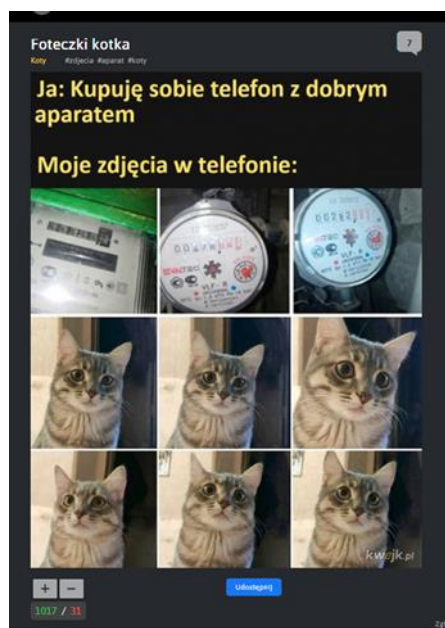 Foteczki kotka
7
Koty #zdjecia #aparat #koty
Ja: Kupuję sobie telefon z dobrym
aparatem
Moje zdjęcia w telefonie:
kwejk.pl
+ −
Udostępnij
1017 / 31